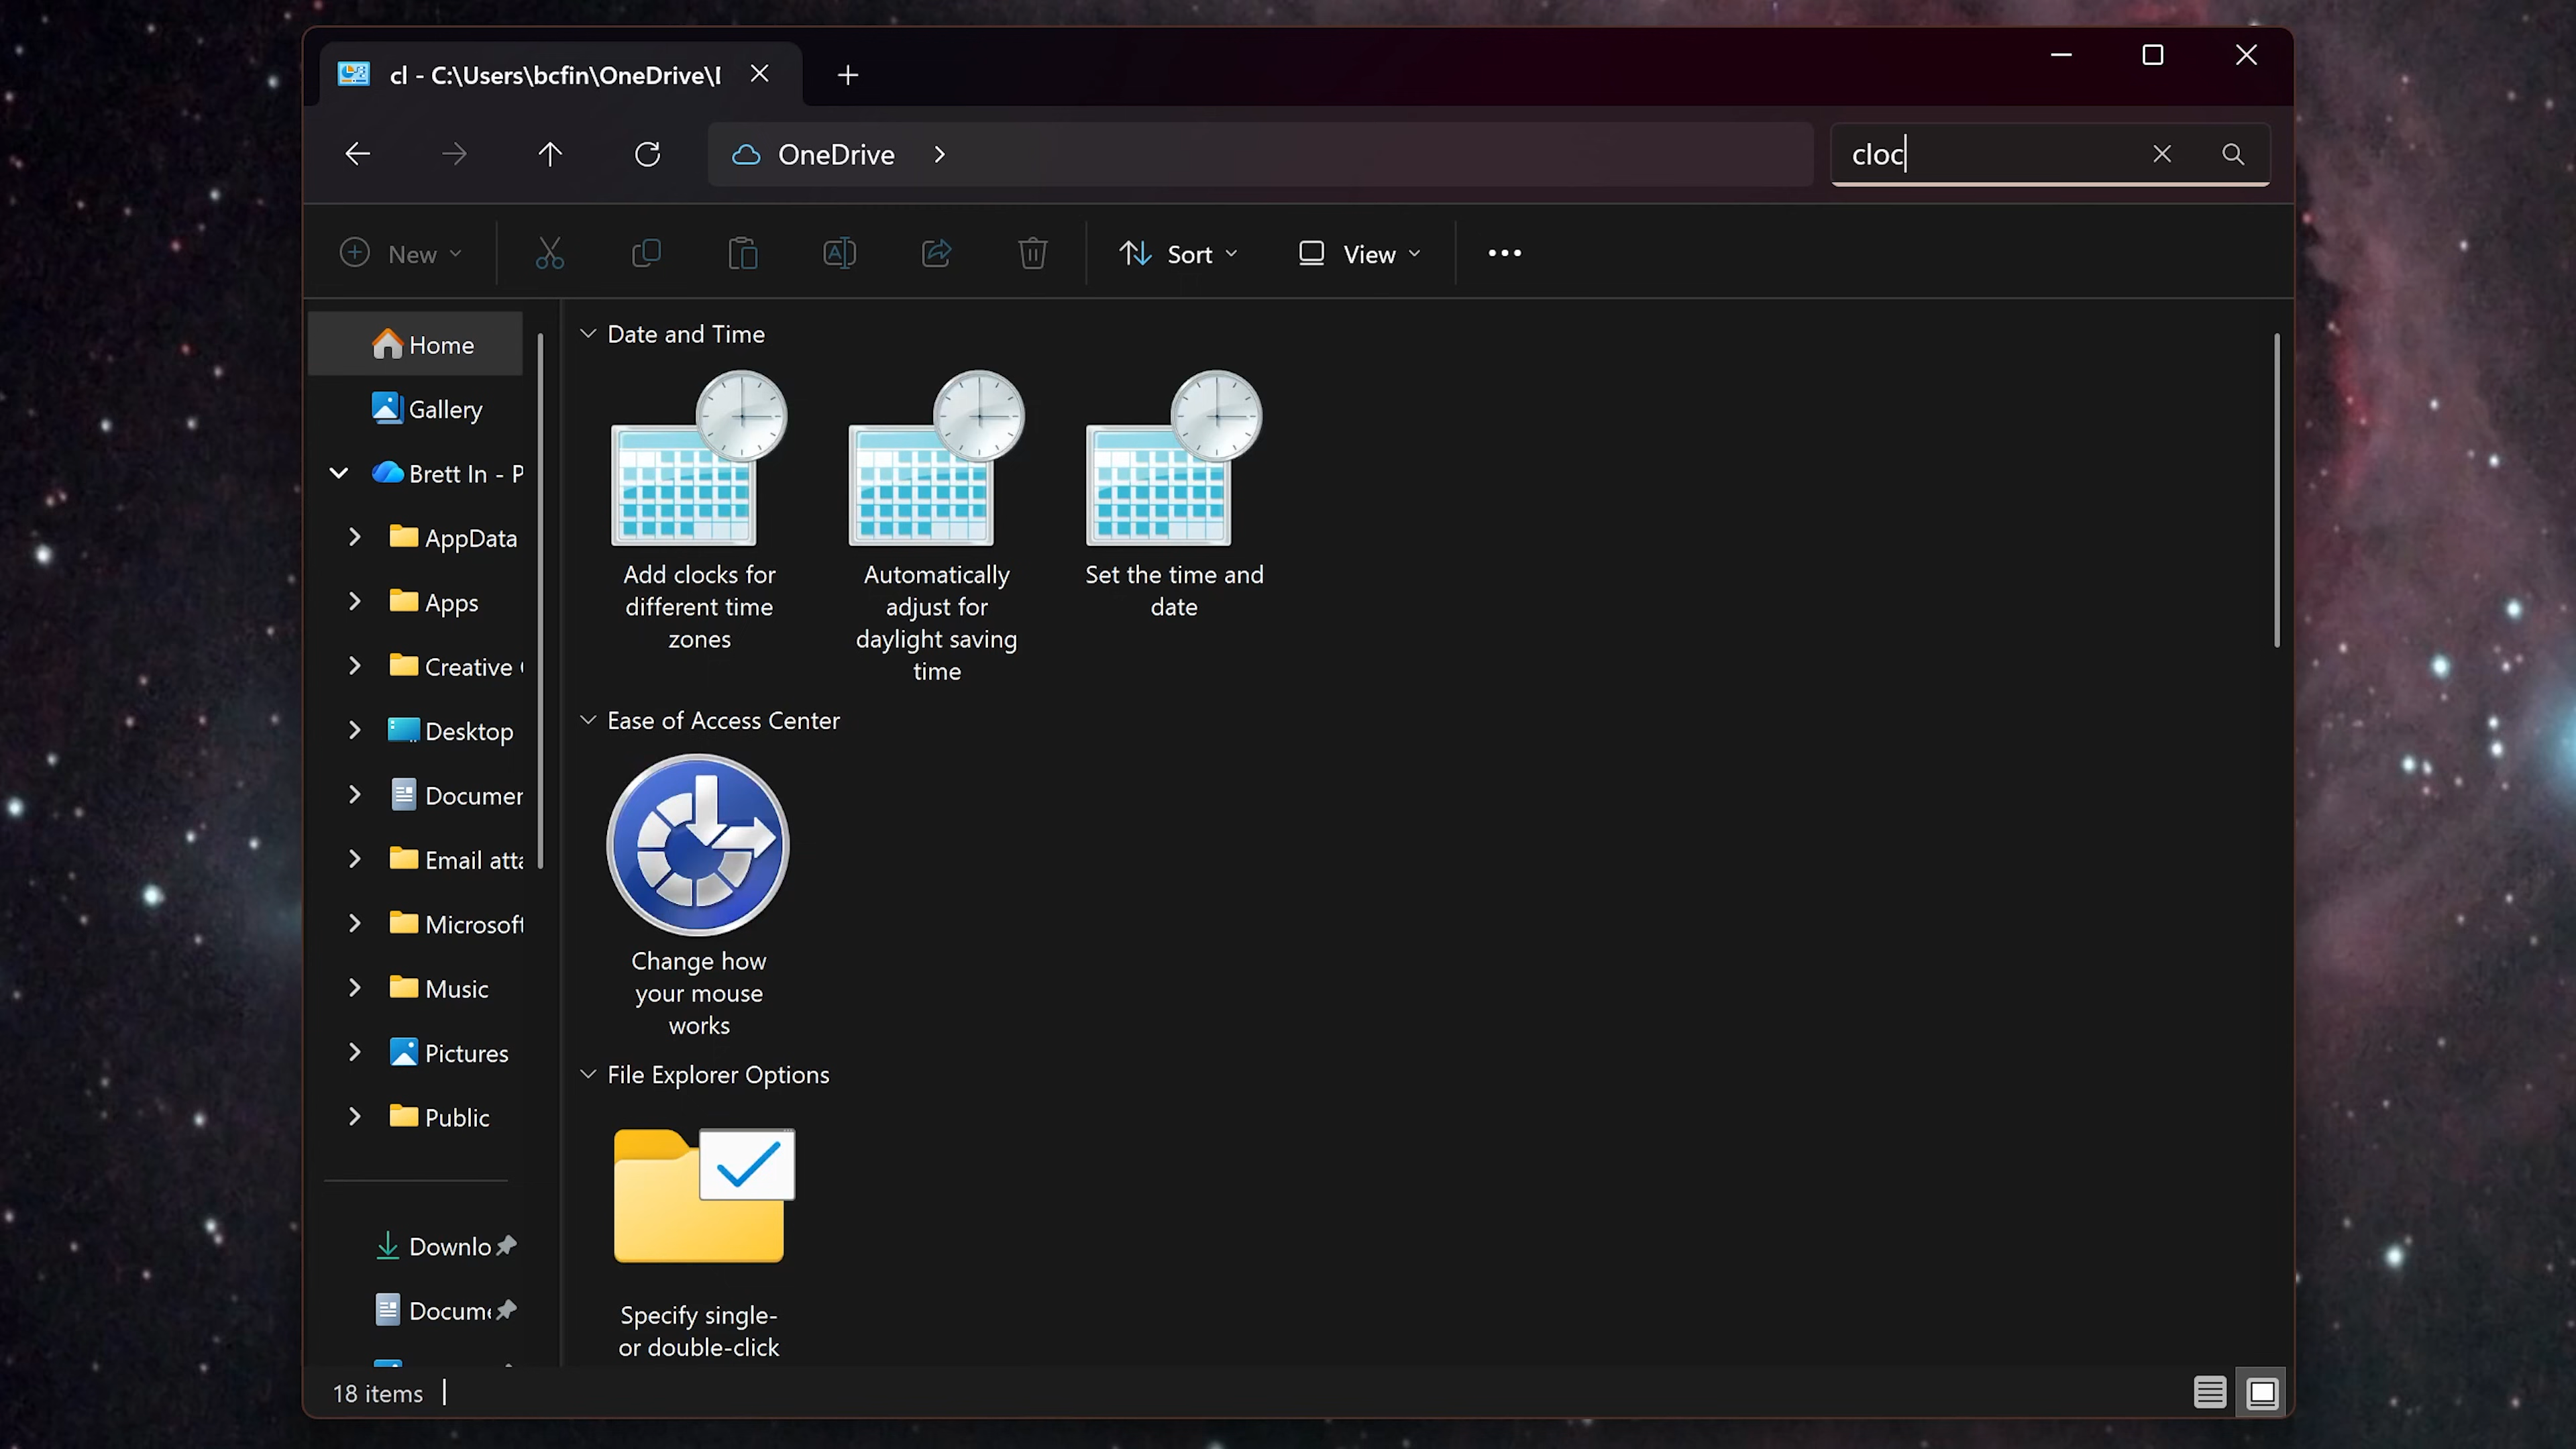 cl - C:\Users\bcfin\OneDrive\
OneDrive
cloc
New
Sort
View
Home
Gallery
Brett In - P
AppData
Apps
Creative
Desktop
Documen
Email atta
Microsoft
Music
Pictures
Public
Downlo
Docume
Date and Time
Add clocks for
different time
zones
Automatically
adjust for
daylight saving
time
Set the time and
date
Ease of Access Center
Change how
your mouse
works
File Explorer Options
Specify single-
or double-click
18 items